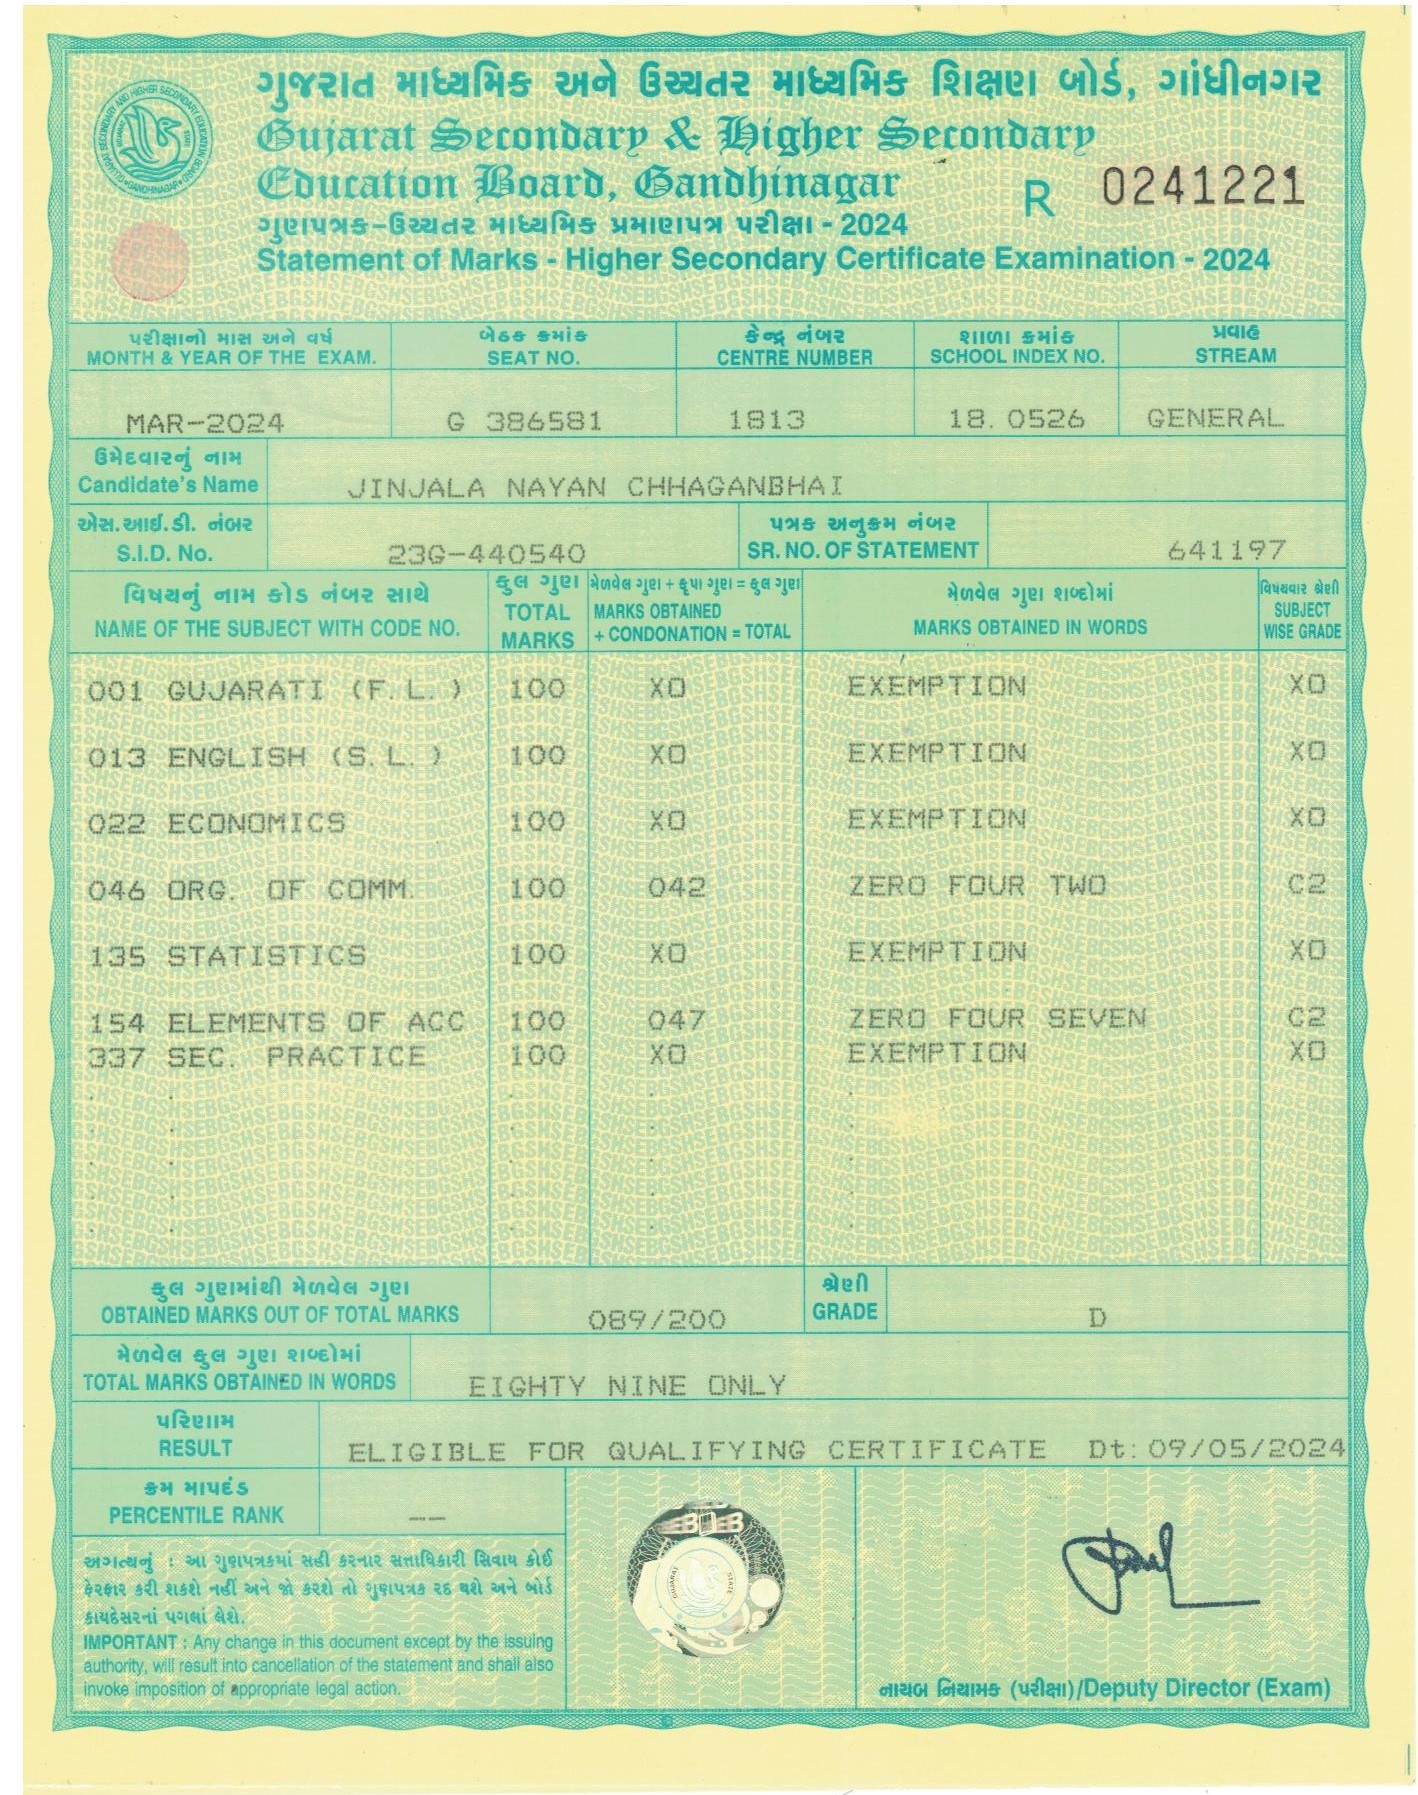 ગુજરાત માધ્યમિક અને ઉચ્ચતર માધ્યમિક શિક્ષણ બોર્ડ, ગાંધીનગર
Gujarat Secondary & Higher Secondary
Education Board, Gandhinagar
R 0241221
ગુણપત્રક-ઉચ્ચતર માધ્યમિક પ્રમાણપત્ર પરીક્ષા - 2024
Statement of Marks - Higher Secondary Certificate Examination - 2024
પરીક્ષાનો માસ અને વર્ષ બેઠક ક્રમાંક કેન્દ્ર નંબર શાળા ક્રમાંક પ્રવાહ
MONTH & YEAR OF THE EXAM. SEAT NO. CENTRE NUMBER SCHOOL INDEX NO. STREAM
MAR-2024 G 386581 1813 18.0526 GENERAL
ઉમેદવારનું નામ
Candidate's Name JINJALA NAYAN CHHAGANBHAI
એસ.આઈ.ડી. નંબર પત્રક અનુક્રમ નંબર
S.I.D. No. 23G-440540 SR. NO. OF STATEMENT 641197
વિષયનું નામ કોડ નંબર સાથે કુલ ગુણ મેળવેલ ગુણ + કૃપા ગુણ = કુલ ગુણ મેળવેલ ગુણ શબ્દોમાં વિષયવાર શ્રેણી
NAME OF THE SUBJECT WITH CODE NO. TOTAL MARKS MARKS OBTAINED + CONDONATION = TOTAL MARKS OBTAINED IN WORDS SUBJECT WISE GRADE
001 GUJARATI (F.L.) 100 XO EXEMPTION XO
013 ENGLISH (S.L.) 100 XO EXEMPTION XO
022 ECONOMICS 100 XO EXEMPTION XO
046 ORG. OF COMM. 100 042 ZERO FOUR TWO C2
135 STATISTICS 100 XO EXEMPTION XO
154 ELEMENTS OF ACC 100 047 ZERO FOUR SEVEN C2
337 SEC. PRACTICE 100 XO EXEMPTION XO
કુલ ગુણમાંથી મેળવેલ ગુણ શ્રેણી
OBTAINED MARKS OUT OF TOTAL MARKS 089/200 GRADE D
મેળવેલ કુલ ગુણ શબ્દોમાં
TOTAL MARKS OBTAINED IN WORDS EIGHTY NINE ONLY
પરિણામ
RESULT ELIGIBLE FOR QUALIFYING CERTIFICATE Dt:09/05/2024
ક્રમ માપદંડ
PERCENTILE RANK --
અગત્યનું : આ ગુણપત્રકમાં સહી કરનાર સત્તાધિકારી સિવાય કોઈ
ફેરફાર કરી શકશે નહીં અને જો કરશે તો ગુણપત્રક રદ થશે અને બોર્ડ
કાયદેસરનાં પગલાં લેશે.
IMPORTANT : Any change in this document except by the issuing
authority, will result into cancellation of the statement and shall also
invoke imposition of appropriate legal action.
નાયબ નિયામક (પરીક્ષા)/Deputy Director (Exam)